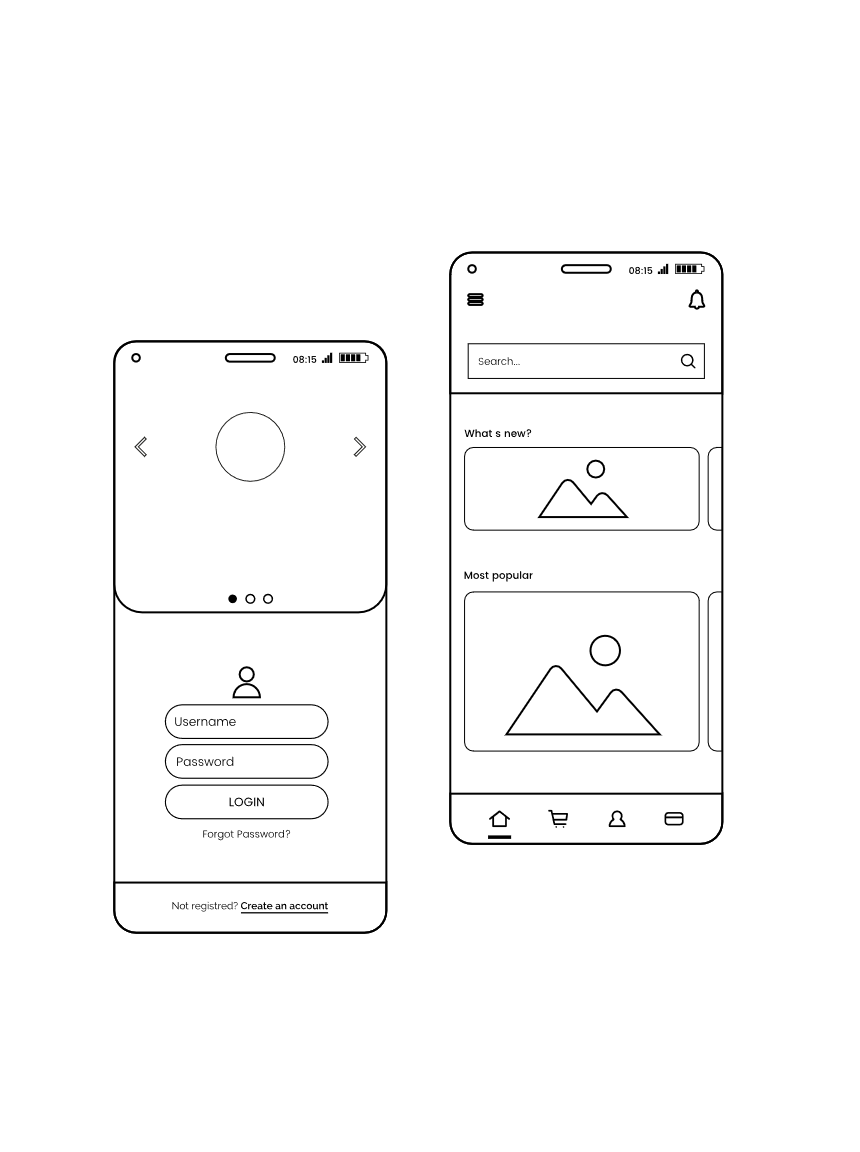 08:15
Username
Password
LOGIN
Forgot Password?
Not registred? Create an account
08:15
Search...
What s new?
Most popular